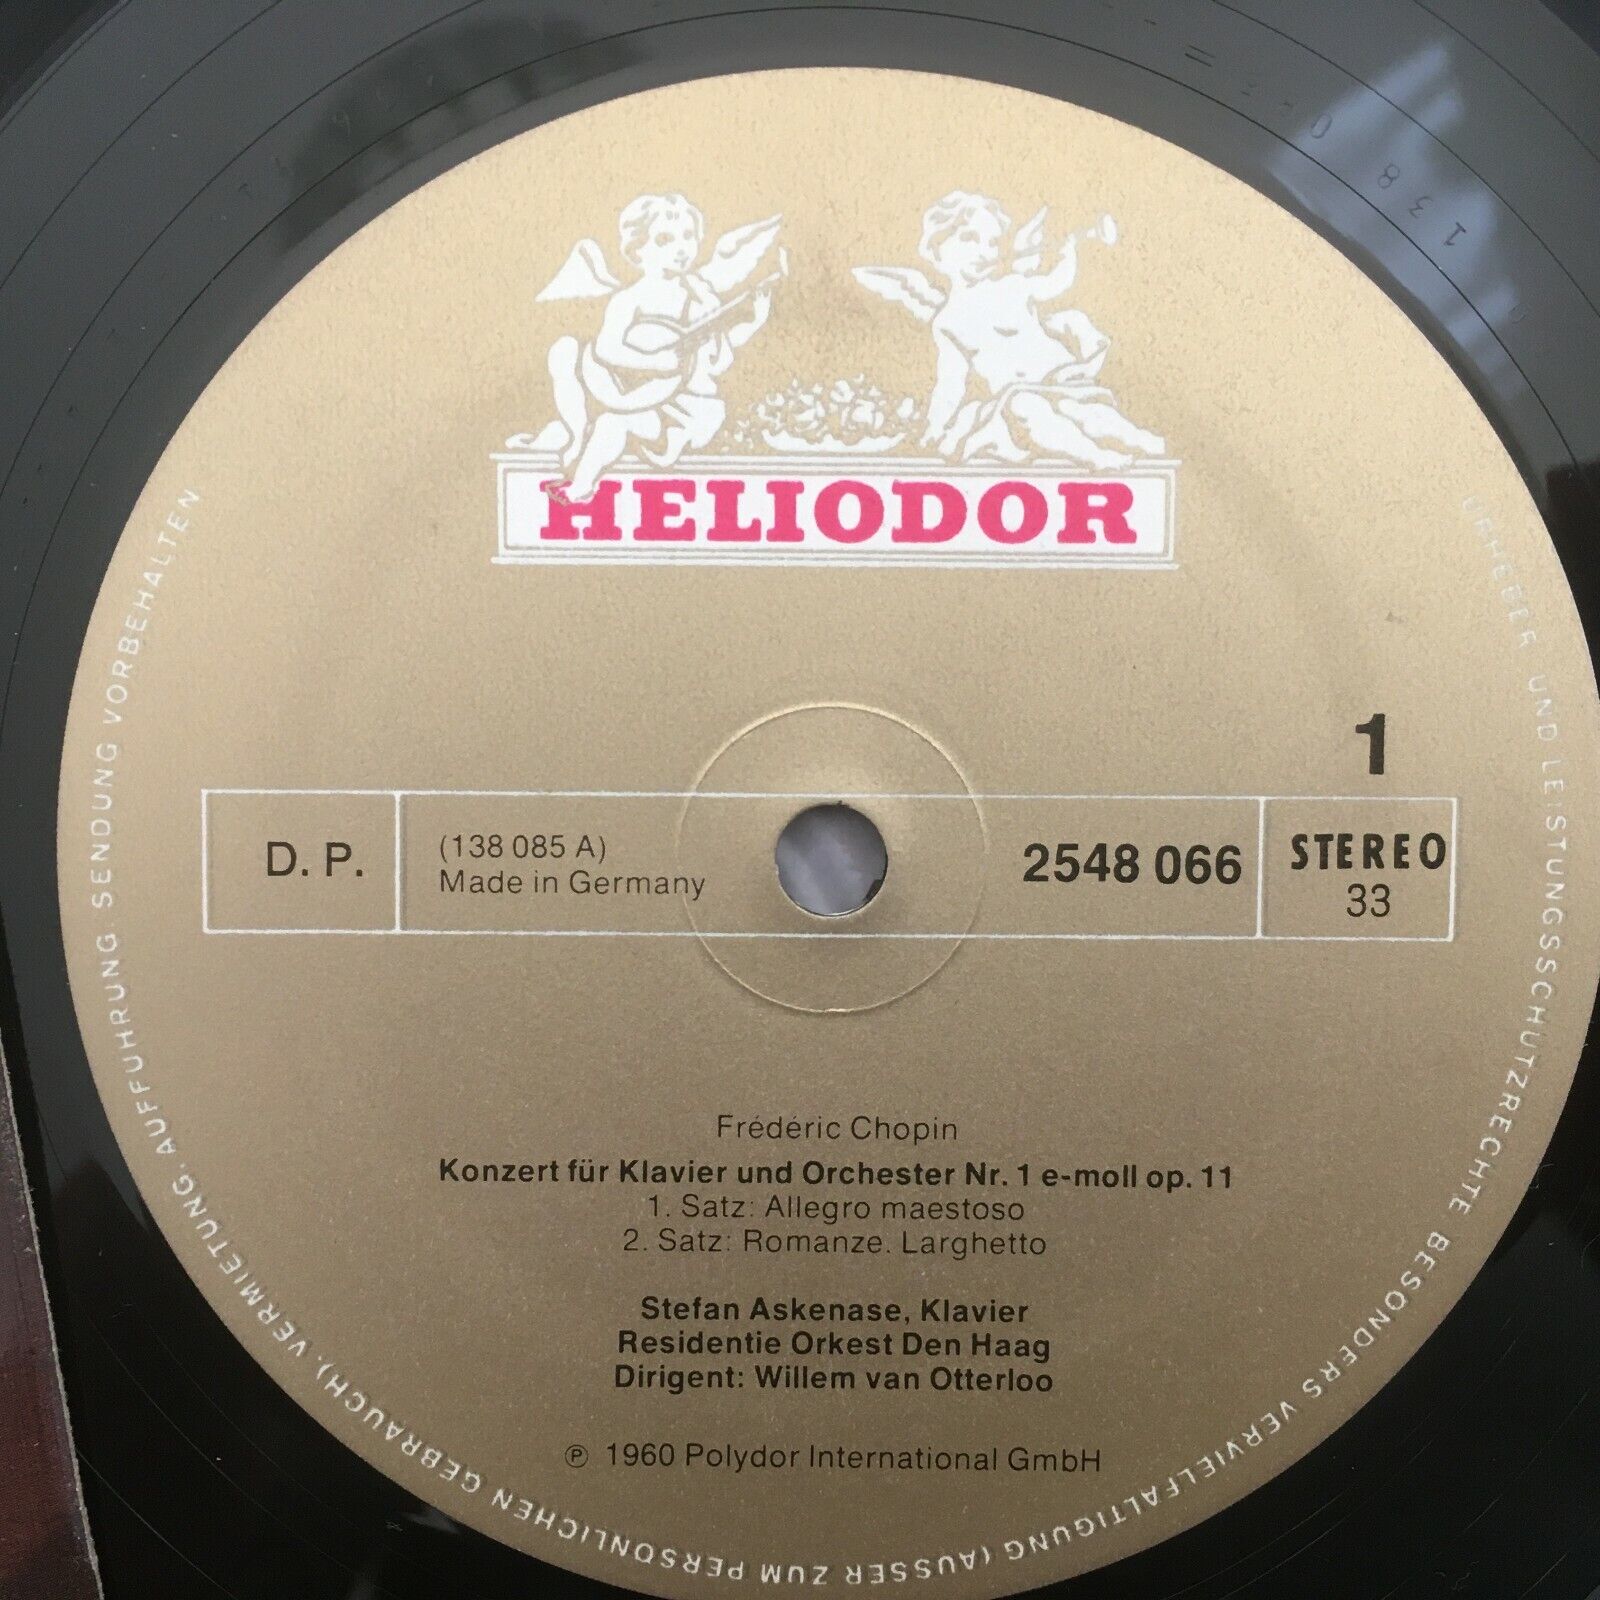 HELIODOR
1
D. P.
(138 085 A)
Made in Germany
2548 066
STEREO
33
Frédéric Chopin
Konzert für Klavier und Orchester Nr. 1 e-moll op. 11
1. Satz: Allegro maestoso
2. Satz: Romanze. Larghetto
Stefan Askenase, Klavier
Residentie Orkest Den Haag
Dirigent: Willem van Otterloo
℗ 1960 Polydor International GmbH
URHEBER UND LEISTUNGSSCHUTZRECHTE BESONDERS VERVIELFÄLTIGUNG (AUSSER ZUM PERSÖNLICHEN GEBRAUCH), VERMIETUNG, AUFFÜHRUNG SENDUNG VORBEHALTEN